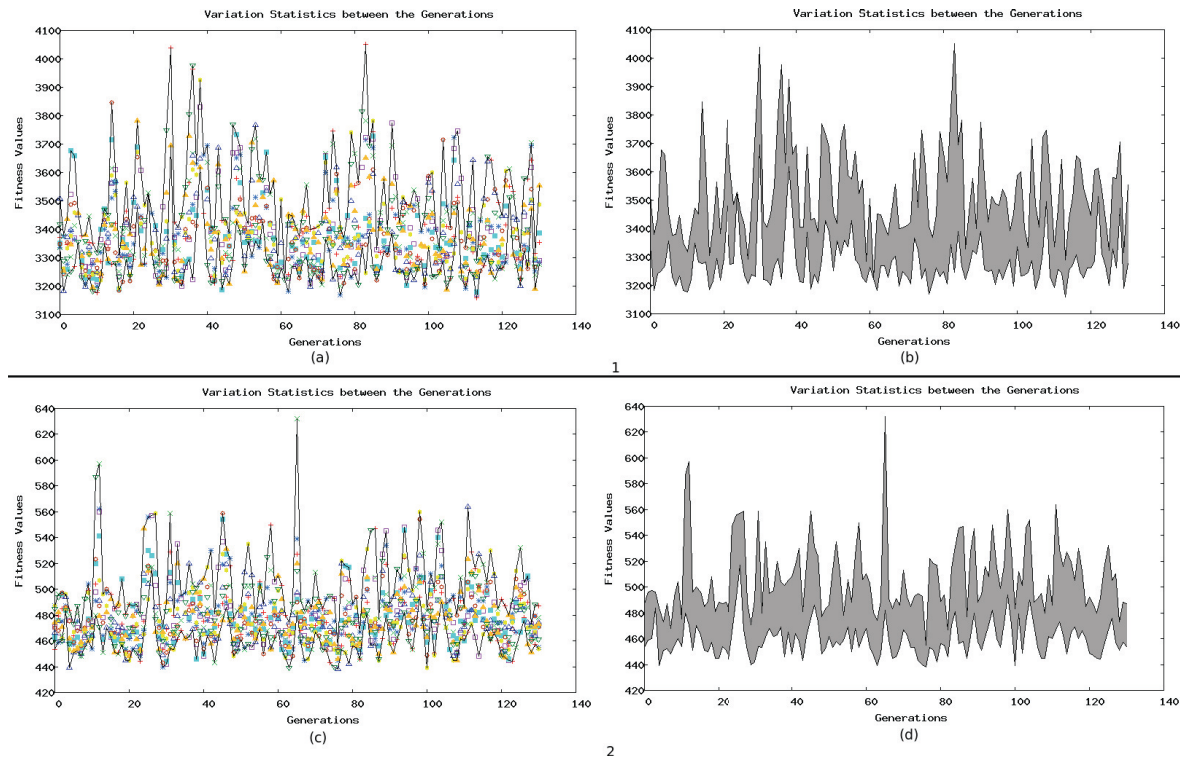 Variation Statistics between the Generations
Fitness Values
4100
4000
3900
3800
3700
3600
3500
3400
3300
3200
3100
0 20 40 60 80 100 120 140
Generations
(a)
Variation Statistics between the Generations
Fitness Values
4100
4000
3900
3800
3700
3600
3500
3400
3300
3200
3100
0 20 40 60 80 100 120 140
Generations
(b)
1
Variation Statistics between the Generations
Fitness Values
640
620
600
580
560
540
520
500
480
460
440
420
0 20 40 60 80 100 120 140
Generations
(c)
Variation Statistics between the Generations
Fitness Values
640
620
600
580
560
540
520
500
480
460
440
420
0 20 40 60 80 100 120 140
Generations
(d)
2